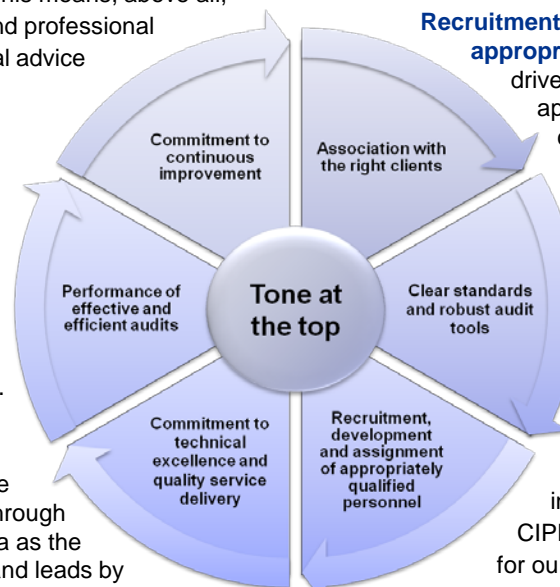 his means, above all,
nd professional
al advice
Recruitment
appropr
drive
ap
Commitment to
continuous
improvement
Association with
the right clients
Performance of
effective and
efficient audits
Tone at
the top
Clear standards
and robust audit
tools
Commitment to
technical
excellence and
quality service
delivery
Recruitment,
development
and assignment
of appropriately
qualified
personnel
.
e
hrough
a as the
and leads by
in
CIPF
for ou